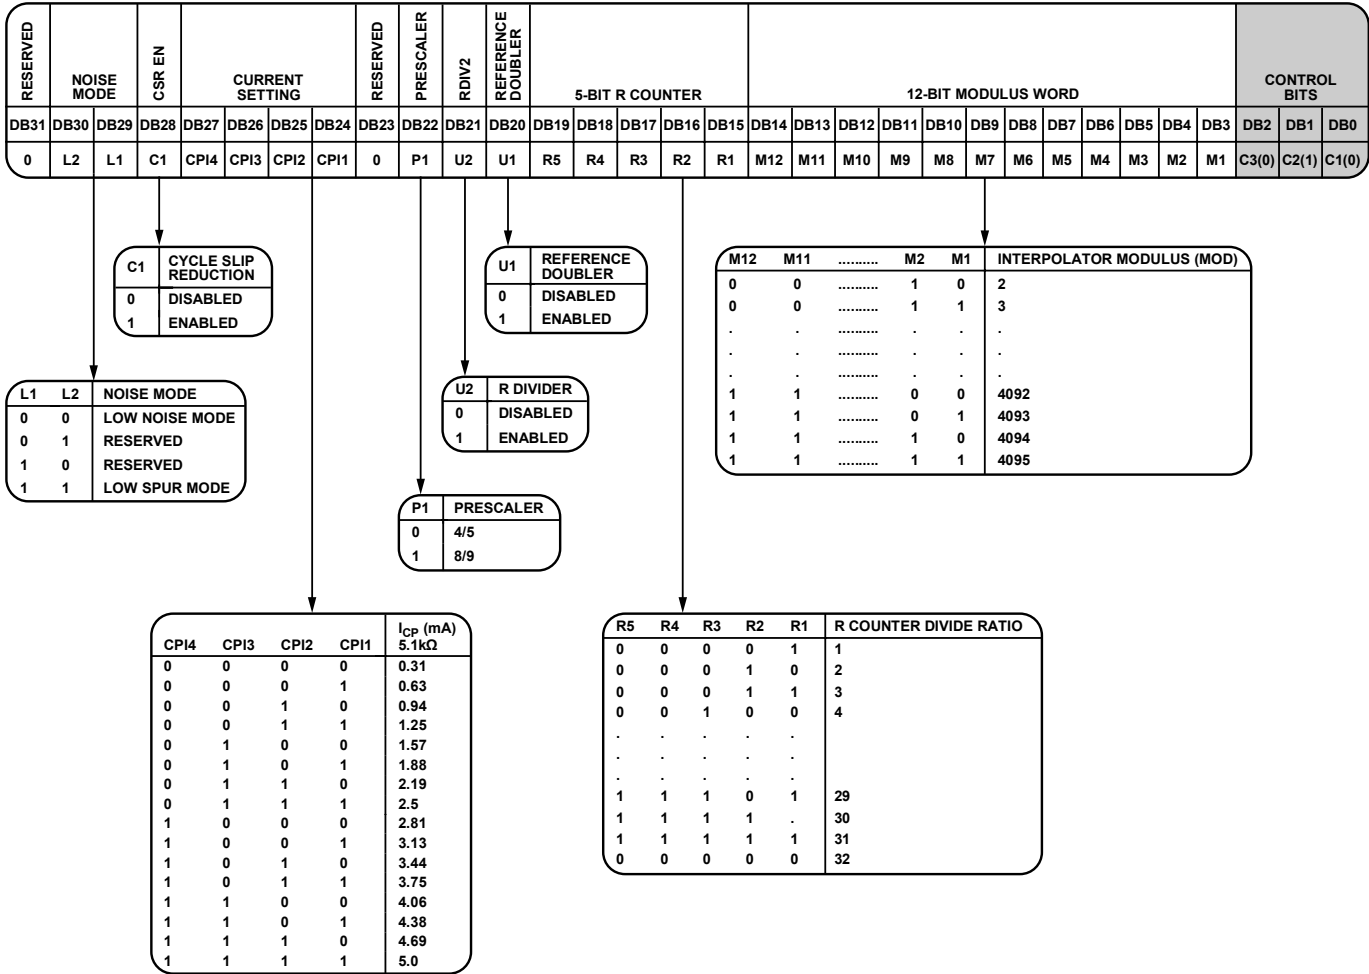 RESERVED
NOISE MODE
CSR EN
CURRENT SETTING
RESERVED
PRESCALER
RDIV2
REFERENCE DOUBLER
5-BIT R COUNTER
12-BIT MODULUS WORD
CONTROL BITS
DB31 DB30 DB29 DB28 DB27 DB26 DB25 DB24 DB23 DB22 DB21 DB20 DB19 DB18 DB17 DB16 DB15 DB14 DB13 DB12 DB11 DB10 DB9 DB8 DB7 DB6 DB5 DB4 DB3 DB2 DB1 DB0
0 L2 L1 C1 CPI4 CPI3 CPI2 CPI1 0 P1 U2 U1 R5 R4 R3 R2 R1 M12 M11 M10 M9 M8 M7 M6 M5 M4 M3 M2 M1 C3(0) C2(1) C1(0)
C1 CYCLE SLIP REDUCTION
0 DISABLED
1 ENABLED
U1 REFERENCE DOUBLER
0 DISABLED
1 ENABLED
M12 M11 .......... M2 M1 INTERPOLATOR MODULUS (MOD)
0 0 .......... 1 0 2
0 0 .......... 1 1 3
. . .......... . . .
. . .......... . . .
. . .......... . . .
1 1 .......... 0 0 4092
1 1 .......... 0 1 4093
1 1 .......... 1 0 4094
1 1 .......... 1 1 4095
L1 L2 NOISE MODE
0 0 LOW NOISE MODE
0 1 RESERVED
1 0 RESERVED
1 1 LOW SPUR MODE
U2 R DIVIDER
0 DISABLED
1 ENABLED
P1 PRESCALER
0 4/5
1 8/9
CPI4 CPI3 CPI2 CPI1 ICP (mA) 5.1kΩ
0 0 0 0 0.31
0 0 0 1 0.63
0 0 1 0 0.94
0 0 1 1 1.25
0 1 0 0 1.57
0 1 0 1 1.88
0 1 1 0 2.19
0 1 1 1 2.5
1 0 0 0 2.81
1 0 0 1 3.13
1 0 1 0 3.44
1 0 1 1 3.75
1 1 0 0 4.06
1 1 0 1 4.38
1 1 1 0 4.69
1 1 1 1 5.0
R5 R4 R3 R2 R1 R COUNTER DIVIDE RATIO
0 0 0 0 1 1
0 0 0 1 0 2
0 0 0 1 1 3
0 0 1 0 0 4
. . . . .
. . . . .
. . . . .
1 1 1 0 1 29
1 1 1 1 . 30
1 1 1 1 1 31
0 0 0 0 0 32